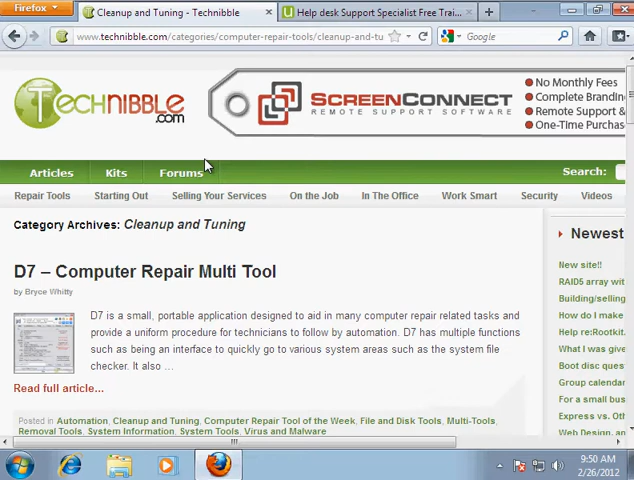 Firefox
Cleanup and Tuning - Technibble
Help desk Support Specialist Free Trai...
www.technibble.com/categories/computer-repair-tools/cleanup-and-tu
Google
TECHNIBBLE
.com
SCREENCONNECT
REMOTE SUPPORT SOFTWARE
No Monthly Fees
Complete Brandin
Remote Support &
One-Time Purchas
Articles Kits Forums Search:
Repair Tools Starting Out Selling Your Services On the Job In The Office Work Smart Security Videos
Category Archives: Cleanup and Tuning
D7 – Computer Repair Multi Tool
by Bryce Whitty
D7 is a small, portable application designed to aid in many computer repair related tasks and
provide a uniform procedure for technicians to follow by automation. D7 has multiple functions
such as being an interface to quickly go to various system areas such as the system file
checker. It also …
Read full article...
Posted in Automation, Cleanup and Tuning, Computer Repair Tool of the Week, File and Disk Tools, Multi-Tools,
Removal Tools, System Information, System Tools, Virus and Malware
Newest
New site!!
RAID5 array wit
Building/selling
How do I make
Help re:Rootkit.
What I was give
Boot disc quest
Group calendar
For a small bus
Express vs. Oth
Web Design, an
9:50 AM
2/26/2012